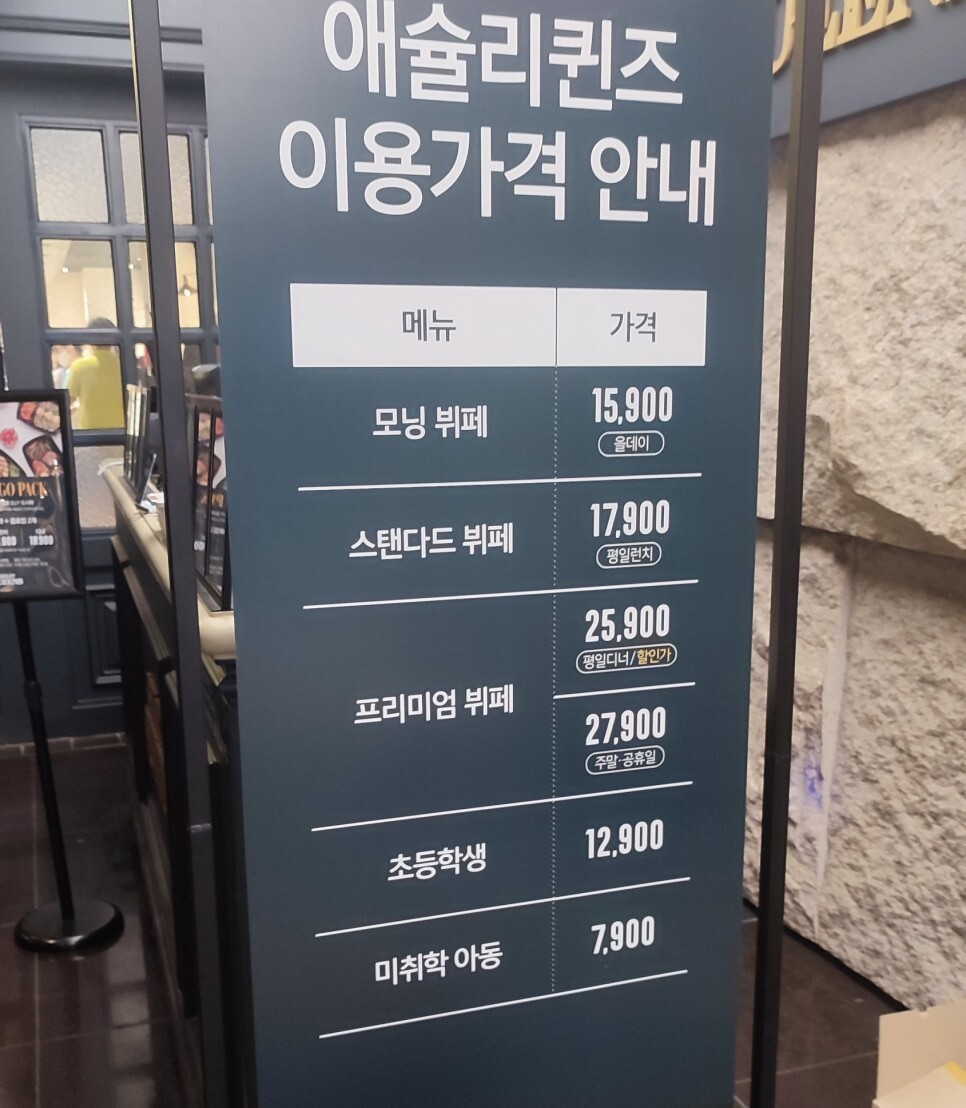 애슐리퀸즈
이용가격 안내
메뉴 가격
모닝 뷔페 15,900
올데이
스탠다드 뷔페 17,900
평일런치
프리미엄 뷔페
25,900
평일디너/할인가
27,900
주말·공휴일
초등학생 12,900
미취학 아동 7,900
GO PACK